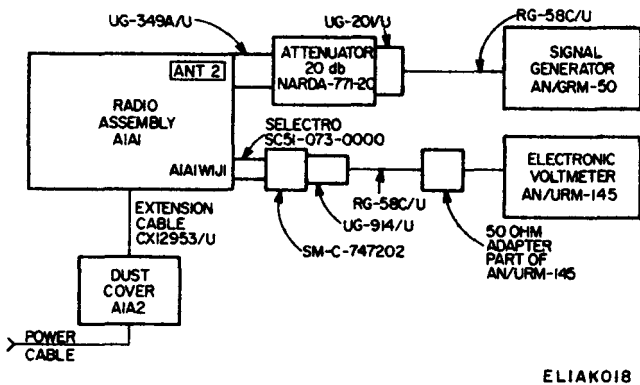 UG-349A/U
UG-201/U
RG-58C/U
ANT 2
ATTENUATOR
20 db
NARDA-771-20
SIGNAL
GENERATOR
AN/GRM-50
RADIO
ASSEMBLY
A1A1
SELECTRO
SC51-073-0000
A1A1W1J1
ELECTRONIC
VOLTMETER
AN/URM-145
RG-58C/U
UG-914/U
SM-C-747202
50 OHM
ADAPTER
PART OF
AN/URM-145
EXTENSION
CABLE
CX12953/U
DUST
COVER
A1A2
POWER
CABLE
EL1AK018